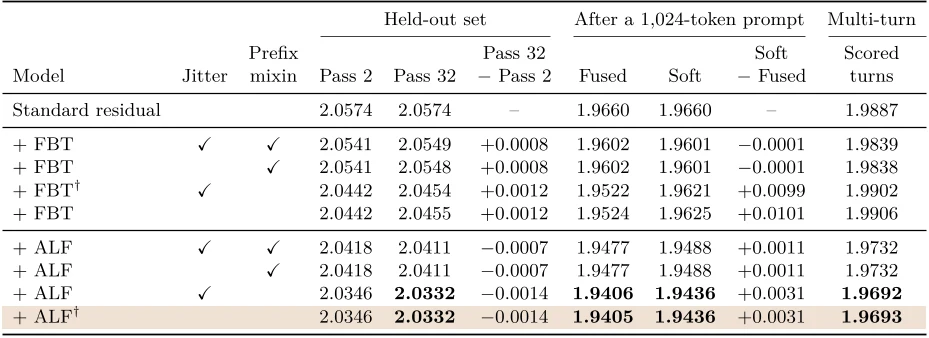 Held-out set After a 1,024-token prompt Multi-turn
Prefix Pass 32 Soft Scored
Model Jitter mixin Pass 2 Pass 32 − Pass 2 Fused Soft − Fused turns
Standard residual 2.0574 2.0574 – 1.9660 1.9660 – 1.9887
+ FBT ✓ ✓ 2.0541 2.0549 +0.0008 1.9602 1.9601 −0.0001 1.9839
+ FBT ✓ 2.0541 2.0548 +0.0008 1.9602 1.9601 −0.0001 1.9838
+ FBT† ✓ 2.0442 2.0454 +0.0012 1.9522 1.9621 +0.0099 1.9902
+ FBT 2.0442 2.0455 +0.0012 1.9524 1.9625 +0.0101 1.9906
+ ALF ✓ ✓ 2.0418 2.0411 −0.0007 1.9477 1.9488 +0.0011 1.9732
+ ALF ✓ 2.0418 2.0411 −0.0007 1.9477 1.9488 +0.0011 1.9732
+ ALF ✓ 2.0346 2.0332 −0.0014 1.9406 1.9436 +0.0031 1.9692
+ ALF† 2.0346 2.0332 −0.0014 1.9405 1.9436 +0.0031 1.9693